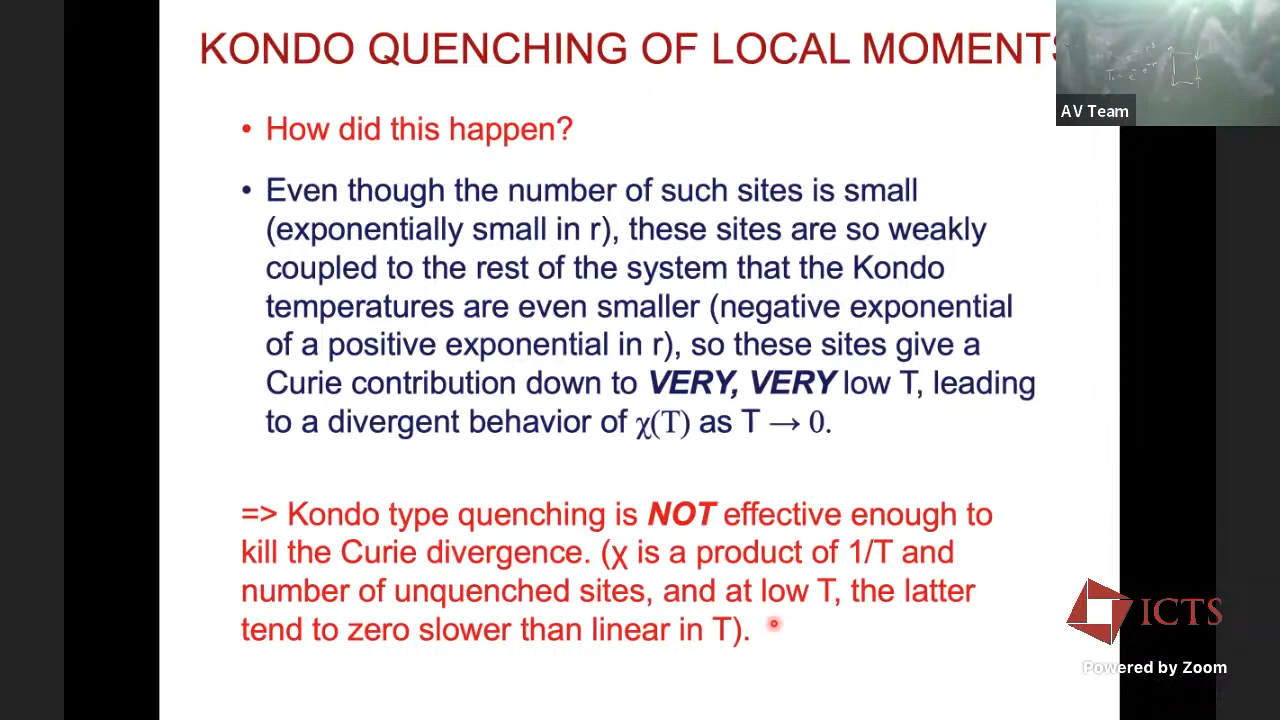 KONDO QUENCHING OF LOCAL MOMENTS
AV Team
• How did this happen?
• Even though the number of such sites is small
(exponentially small in r), these sites are so weakly
coupled to the rest of the system that the Kondo
temperatures are even smaller (negative exponential
of a positive exponential in r), so these sites give a
Curie contribution down to VERY, VERY low T, leading
to a divergent behavior of χ(T) as T → 0.
=> Kondo type quenching is NOT effective enough to
kill the Curie divergence. (χ is a product of 1/T and
number of unquenched sites, and at low T, the latter
tend to zero slower than linear in T).
ICTS
Powered by Zoom